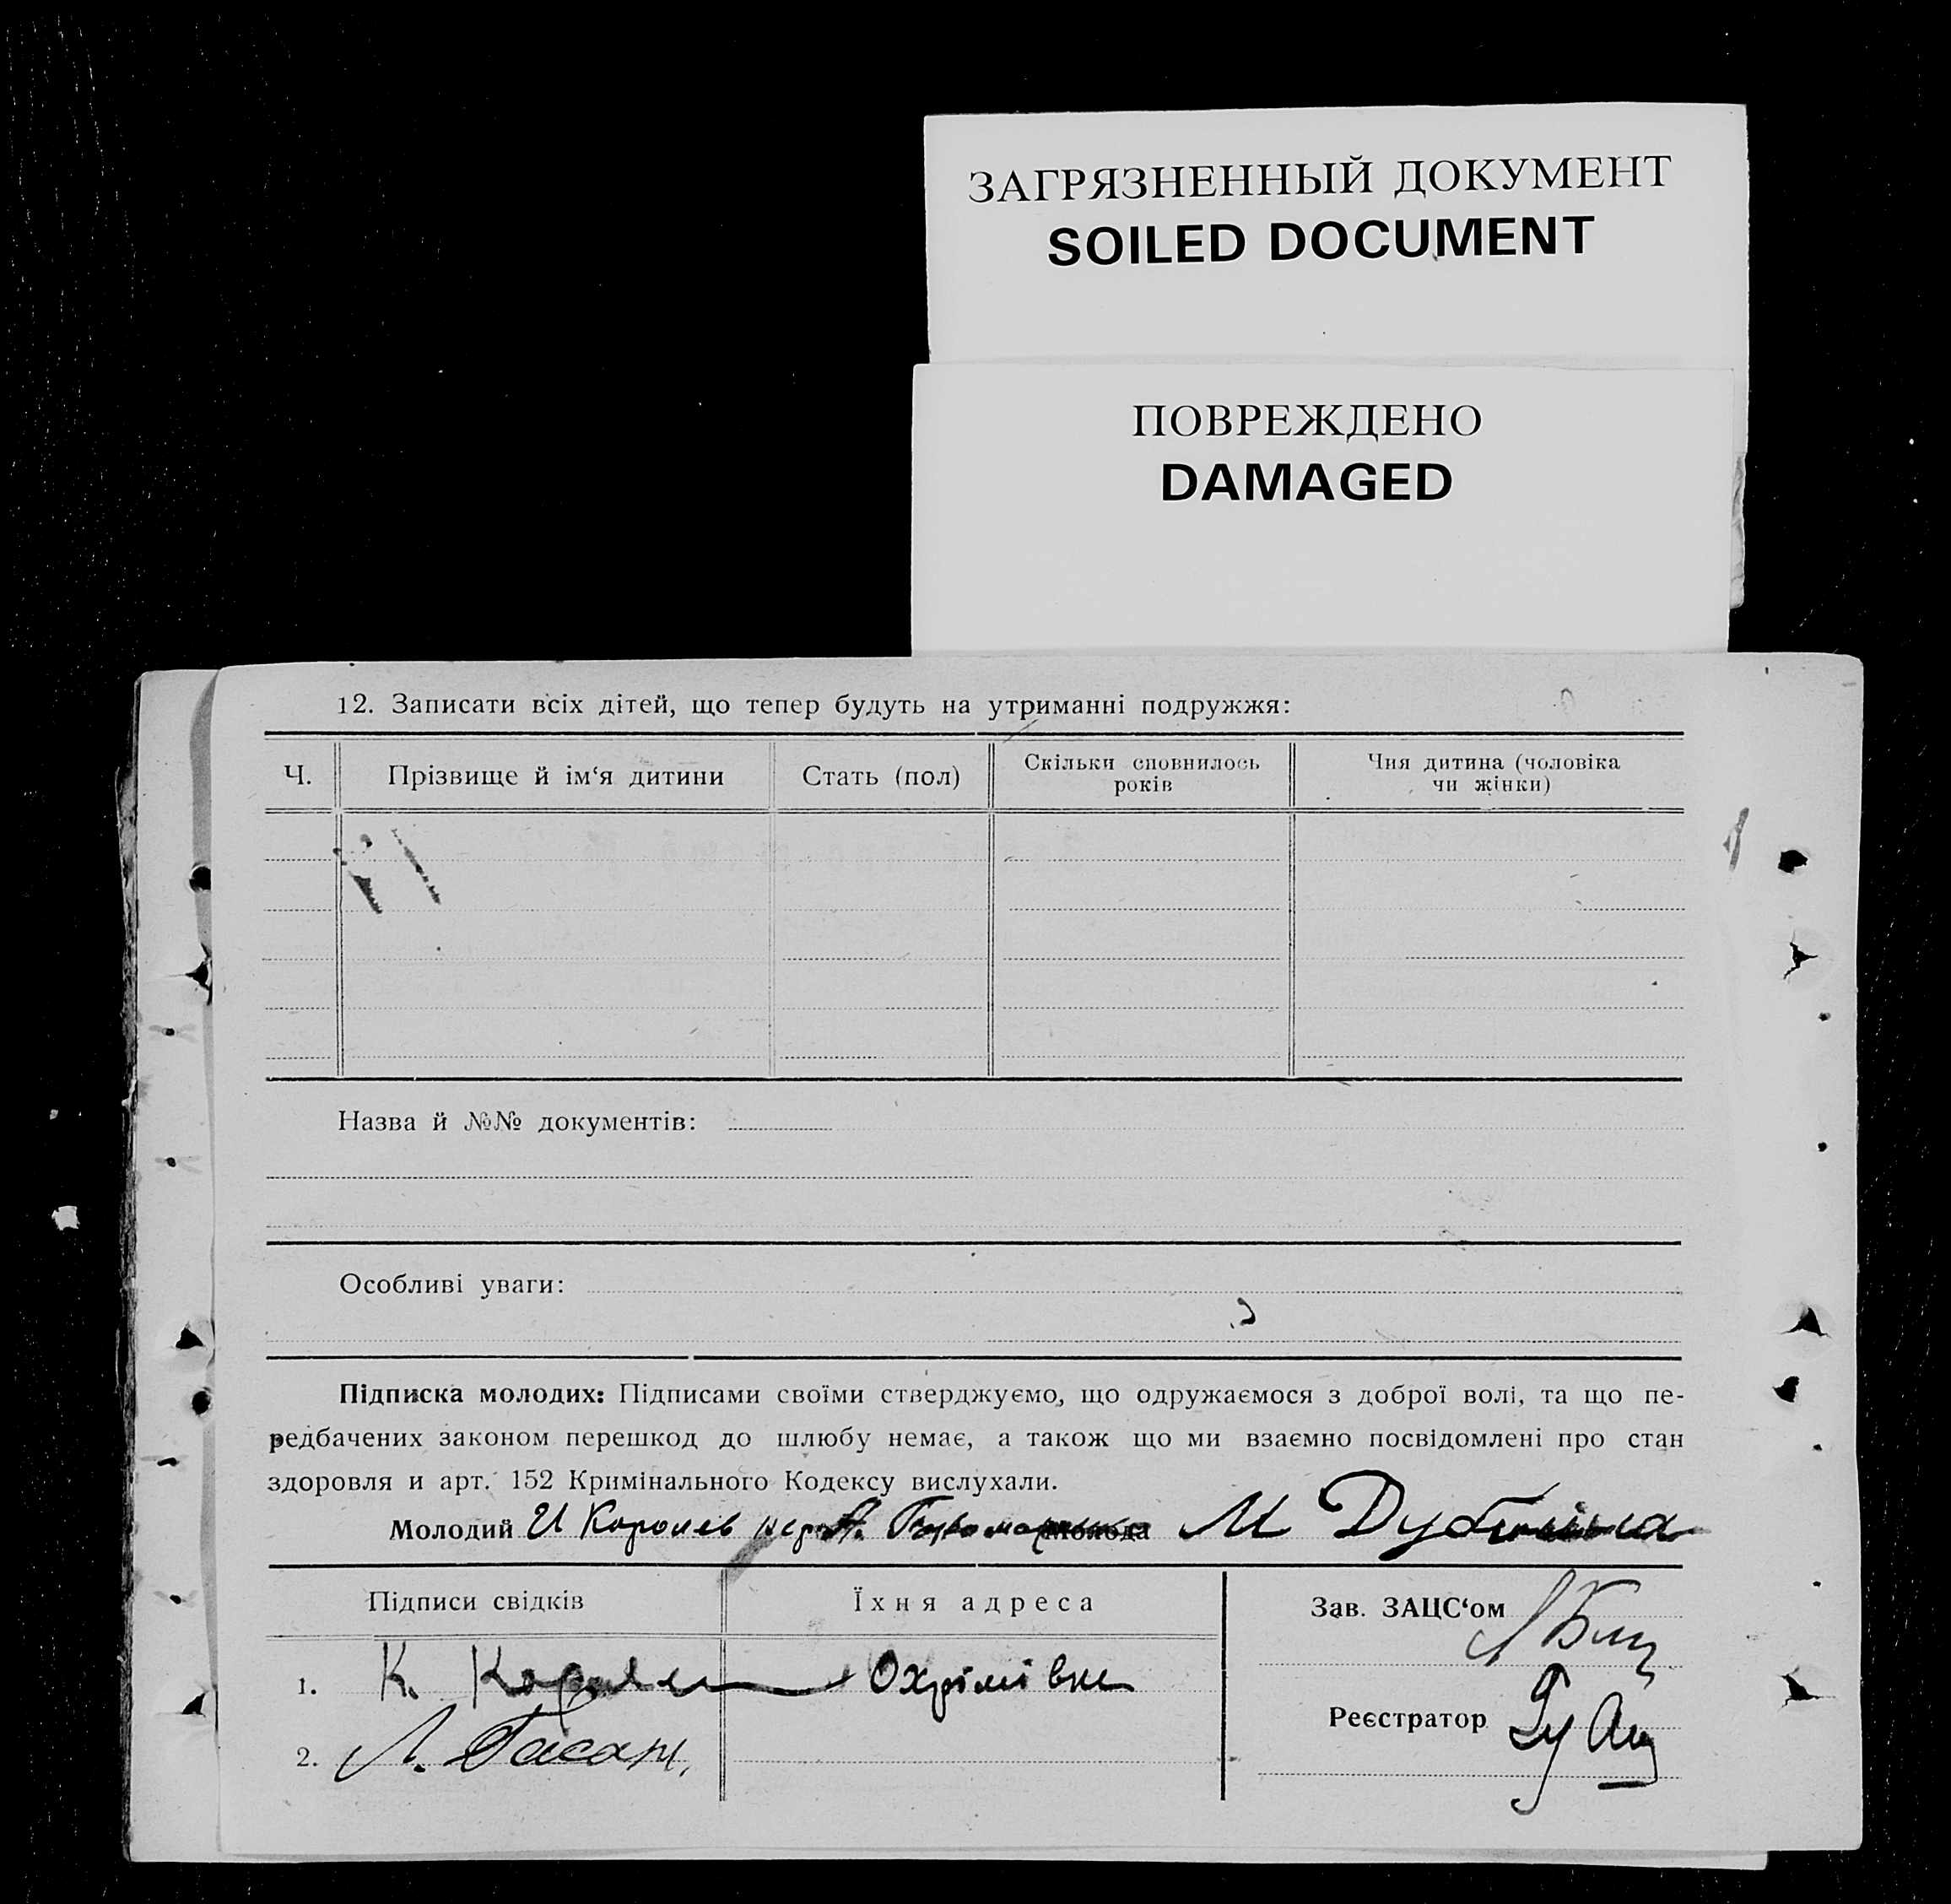 ЗАГРЯЗНЕННЫЙ ДОКУМЕНТ
SOILED DOCUMENT
ПОВРЕЖДЕНО
DAMAGED
12. Записати всіх дітей, що тепер будуть на утриманні подружжя:
Ч. Прізвище й ім‘я дитини Стать (пол) Скільки сповнилось років Чия дитина (чоловіка чи жінки)
Назва й №№ документів:
Особливі уваги:
Підписка молодих: Підписами своїми стверджуємо, що одружаємося з доброї волі, та що пе-
редбачених законом перешкод до шлюбу немає, а також що ми взаємно посвідомлені про стан
здоровля и арт. 152 Кримінального Кодексу вислухали.
Молодий И Королев Молода М
Підписи свідків Їхня адреса Зав. ЗАЦС‘ом
1. К. Охрімівка
Реєстратор
2. Л.